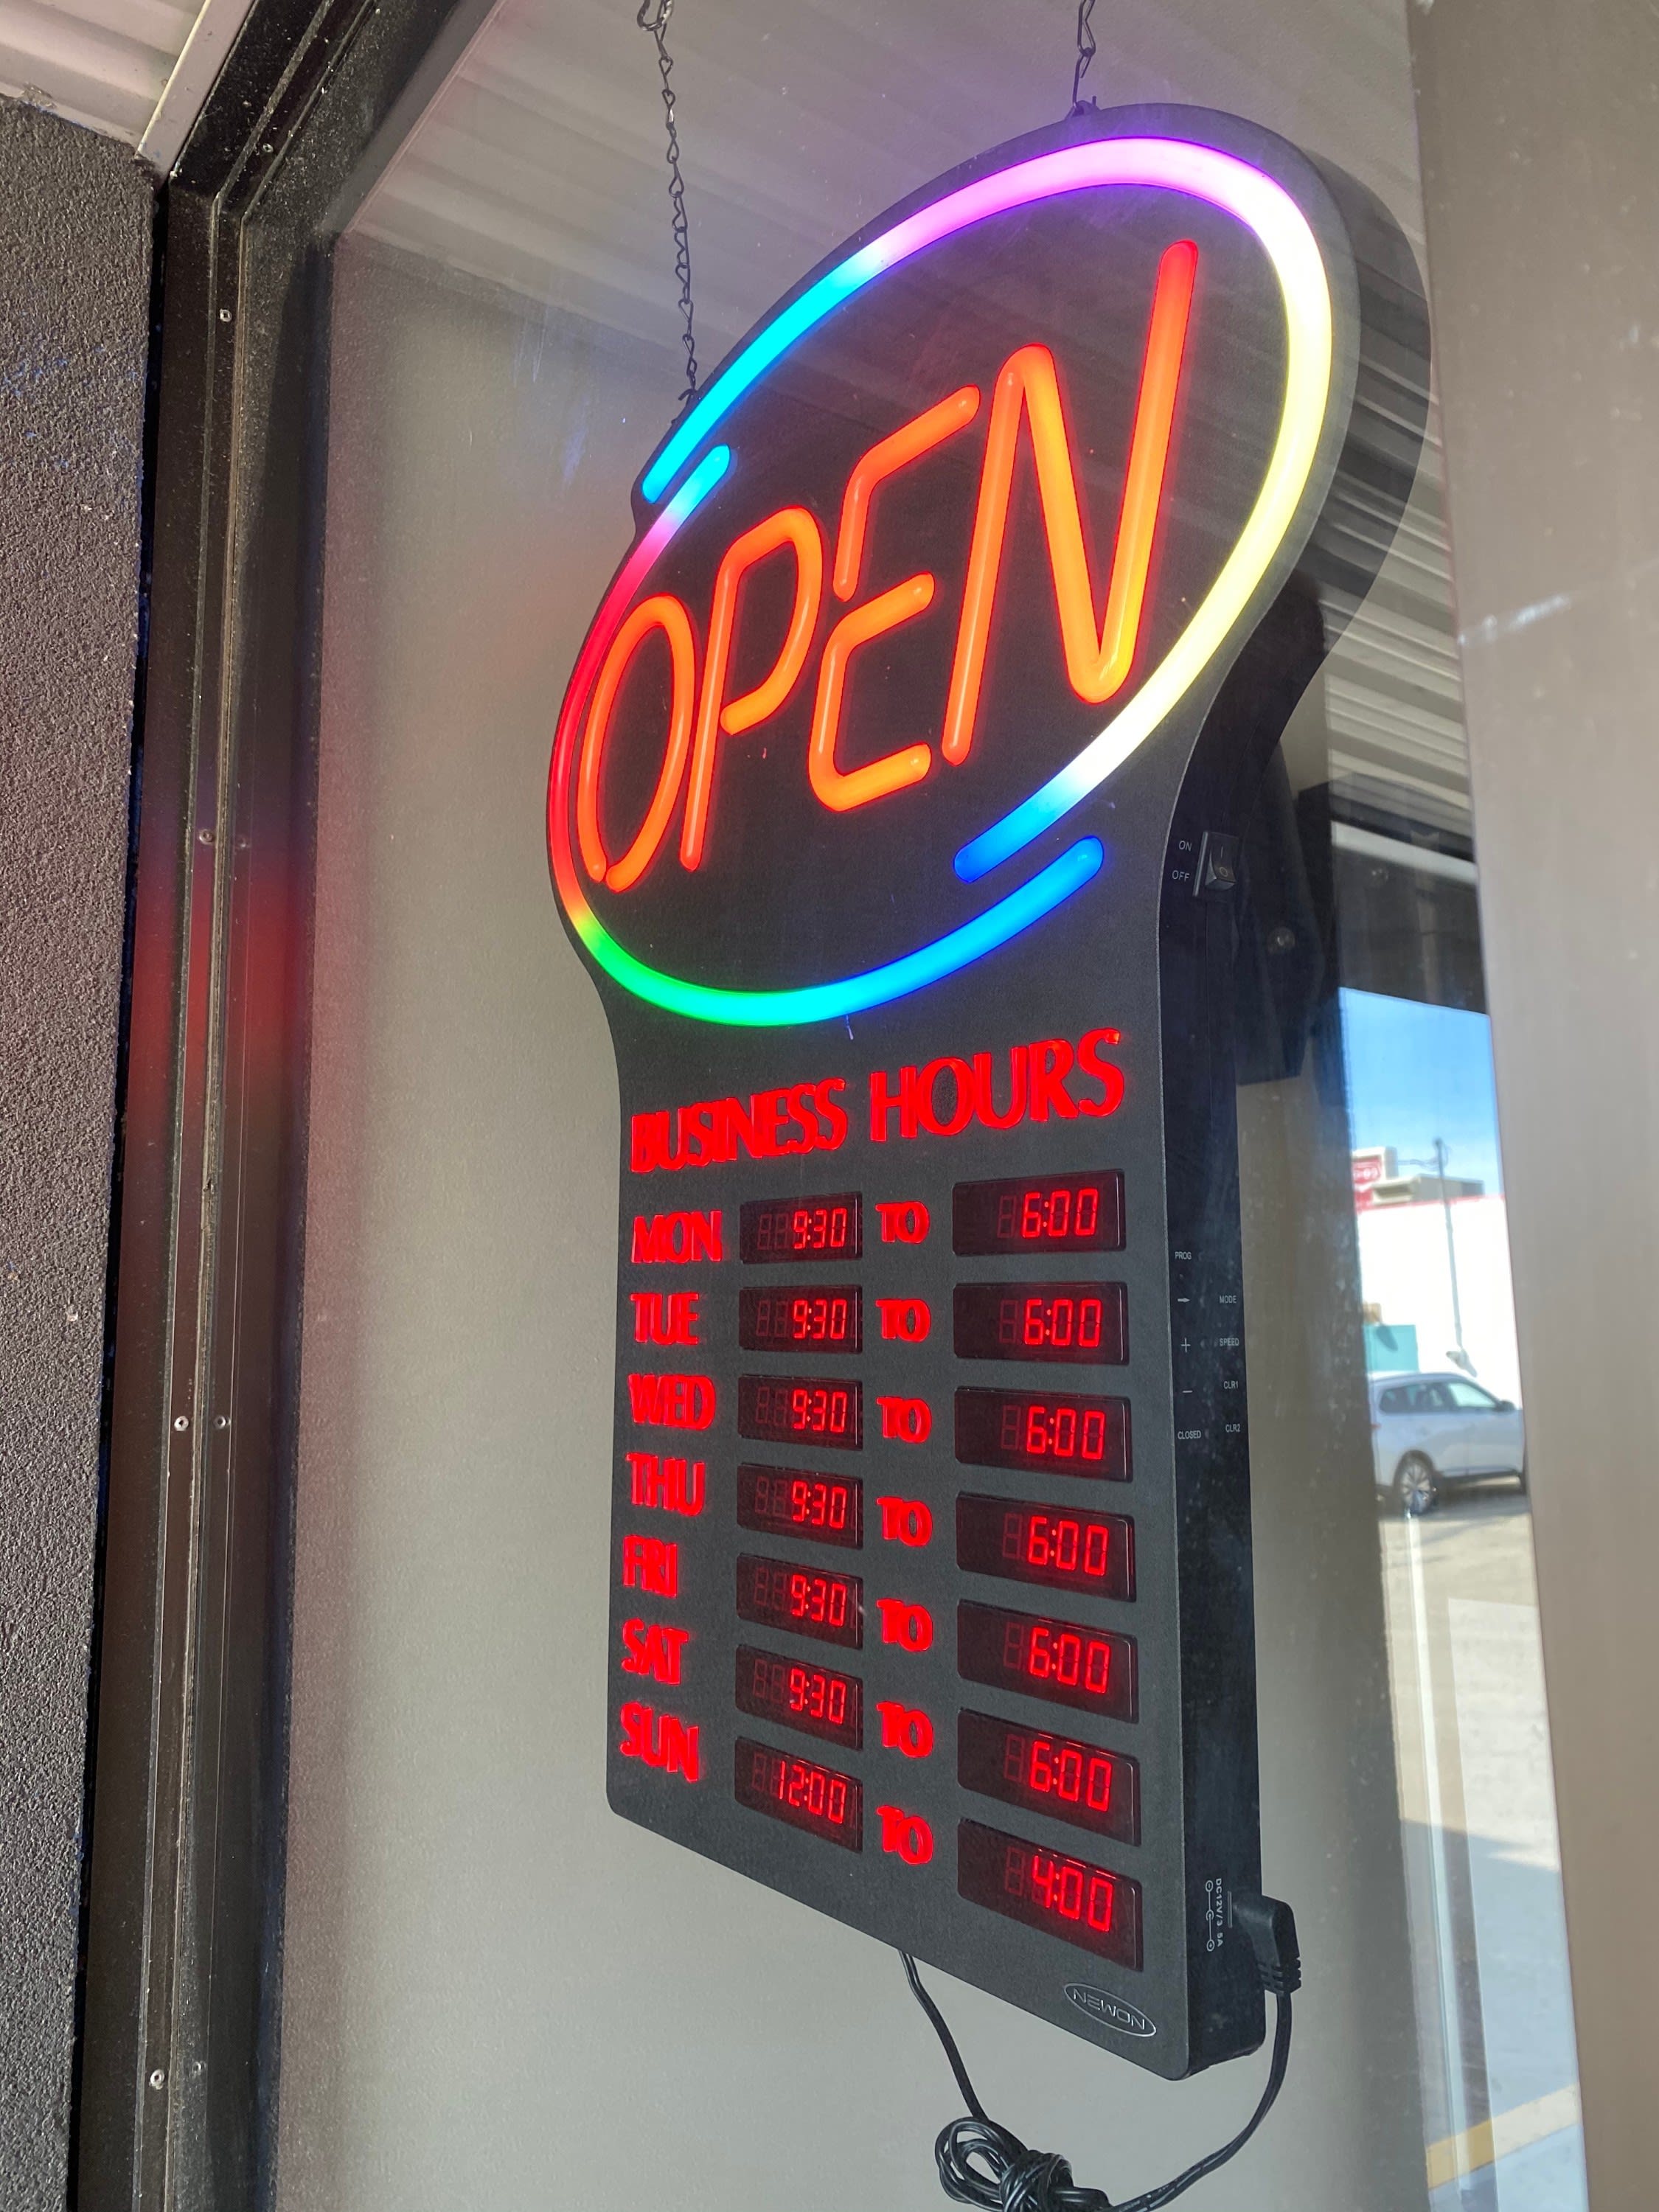 OPEN
ON
OFF
BUSINESS HOURS
MON 9:30 TO 6:00
TUE 9:30 TO 6:00
WED 9:30 TO 6:00
THU 9:30 TO 6:00
FRI 9:30 TO 6:00
SAT 9:30 TO 6:00
SUN 12:00 TO 4:00
NEWON
PROG
→ MODE
+ SPEED
− CLR1
CLOSED CLR2